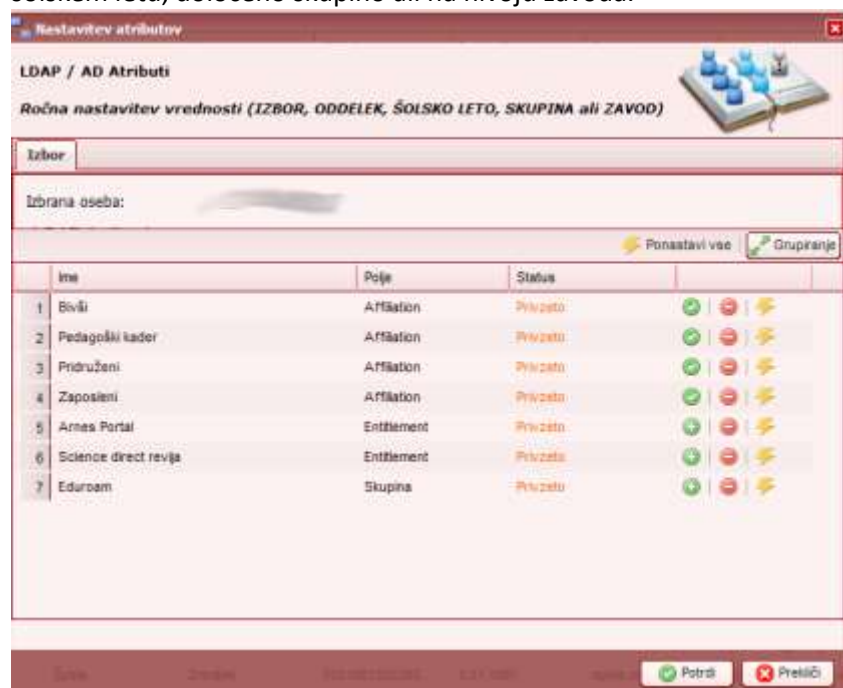 šolskem letu, določeno skupino ali na nivoju zavoda.
Nastavitev atributov
LDAP / AD Atributi
Ročna nastavitev vrednosti (IZBOR, ODDELEK, ŠOLSKO LETO, SKUPINA ali ZAVOD)
Izbor
Izbrana oseba:
Ponastavi vse Grupiranje
Ime Polje Status
1 Bivši Affiliation Privzeto
2 Pedagoški kader Affiliation Privzeto
3 Pridruženi Affiliation Privzeto
4 Zaposleni Affiliation Privzeto
5 Arnes Portal Entitlement Privzeto
6 Science direct revija Entitlement Privzeto
7 Eduroam Skupina Privzeto
Potrdi Prekliči